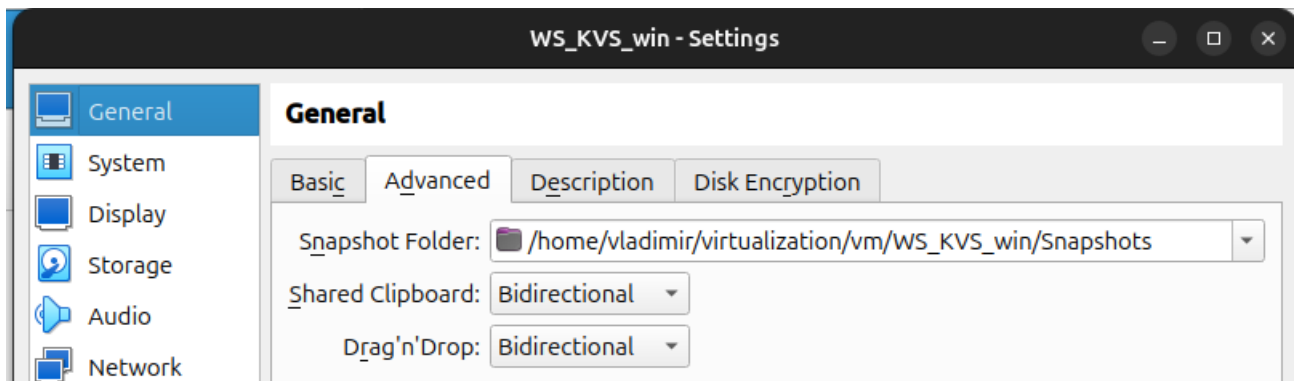 WS_KVS_win - Settings
General
System
Display
Storage
Audio
Network
General
Basic Advanced Description Disk Encryption
Snapshot Folder: /home/vladimir/virtualization/vm/WS_KVS_win/Snapshots
Shared Clipboard: Bidirectional
Drag'n'Drop: Bidirectional